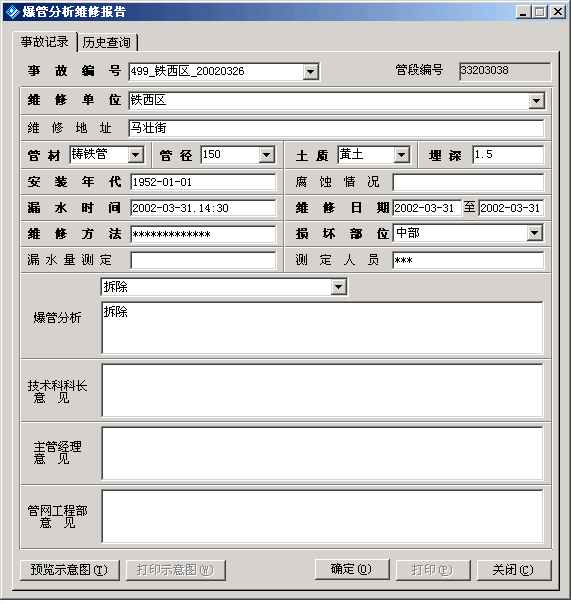 爆管分析维修报告
事故记录 历史查询
事故编号 499_铁西区_20020326 管段编号 33203038
维修单位 铁西区
维修地址 马壮街
管材 铸铁管 管径 150 土质 黄土 埋深 1.5
安装年代 1952-01-01 腐蚀情况
漏水时间 2002-03-31.14:30 维修日期 2002-03-31 至 2002-03-31
维修方法 ************* 损坏部位 中部
漏水量测定 测定人员 ***
拆除
爆管分析 拆除
技术科科长
意见
主管经理
意见
管网工程部
意见
预览示意图(T) 打印示意图(W) 确定(O) 打印(P) 关闭(C)